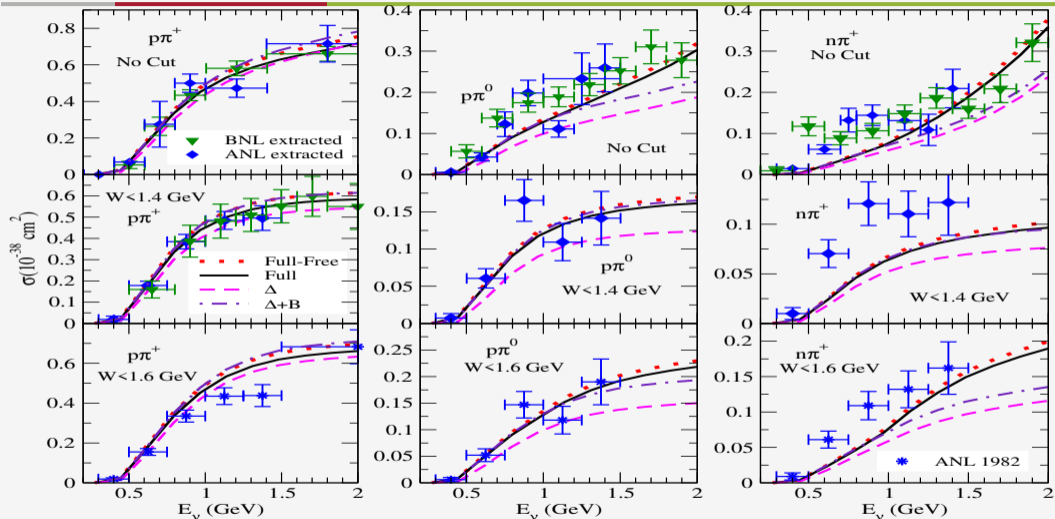 0.8
0.6
0.4
0.2
0
pπ⁺
No Cut
BNL extracted
ANL extracted
0.4
0.3
0.2
0.1
0
pπ⁰
No Cut
0.4
0.3
0.2
0.1
0
nπ⁺
No Cut
σ(10⁻³⁸ cm²)
0.6
0.5
0.4
0.3
0.2
0.1
0
W<1.4 GeV
pπ⁺
Full-Free
Full
Δ
Δ+B
0.15
0.1
0.05
0
pπ⁰
W<1.4 GeV
0.1
0.05
0
nπ⁺
W<1.4 GeV
0.6
0.4
0.2
0
pπ⁺
W<1.6 GeV
0.5 1 1.5 2
E_ν (GeV)
0.25
0.2
0.15
0.1
0.05
0
pπ⁰
W<1.6 GeV
0.5 1 1.5 2
E_ν (GeV)
0.2
0.15
0.1
0.05
0
nπ⁺
W<1.6 GeV
ANL 1982
0.5 1 1.5 2
E_ν (GeV)